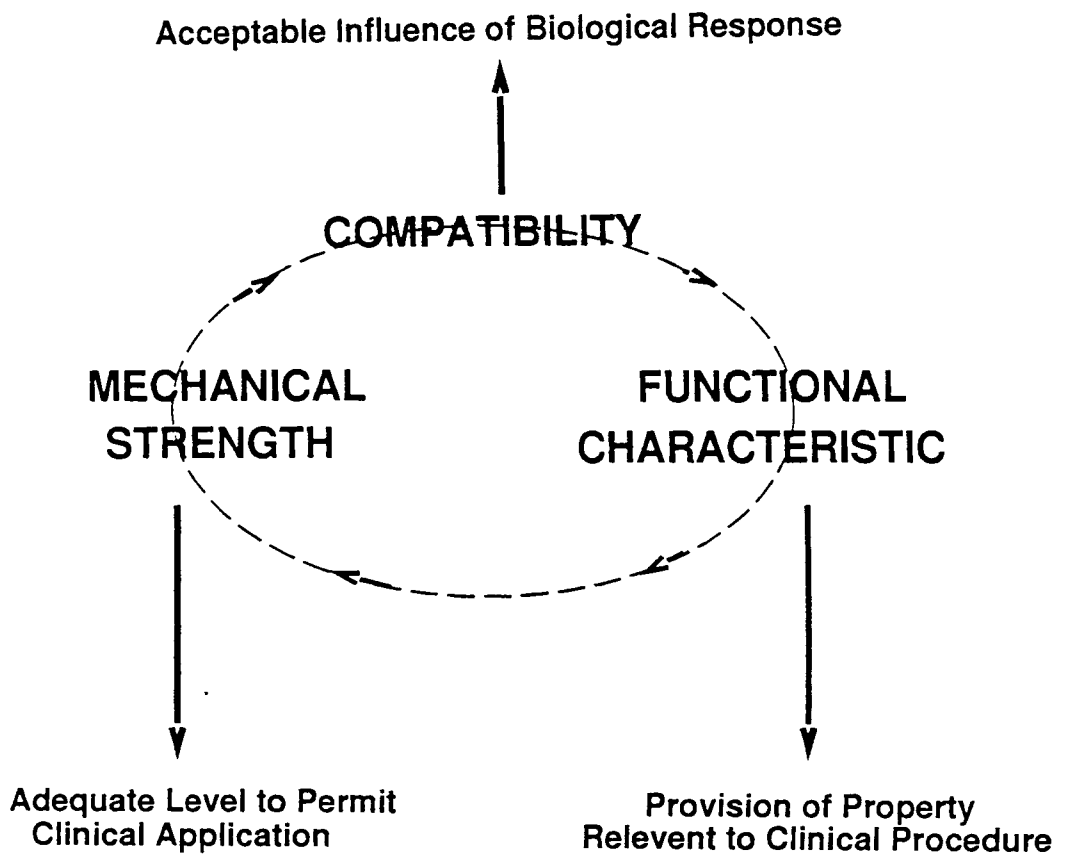 Acceptable Influence of Biological Response
COMPATIBILITY
MECHANICAL
STRENGTH
FUNCTIONAL
CHARACTERISTIC
Adequate Level to Permit
Clinical Application
Provision of Property
Relevent to Clinical Procedure